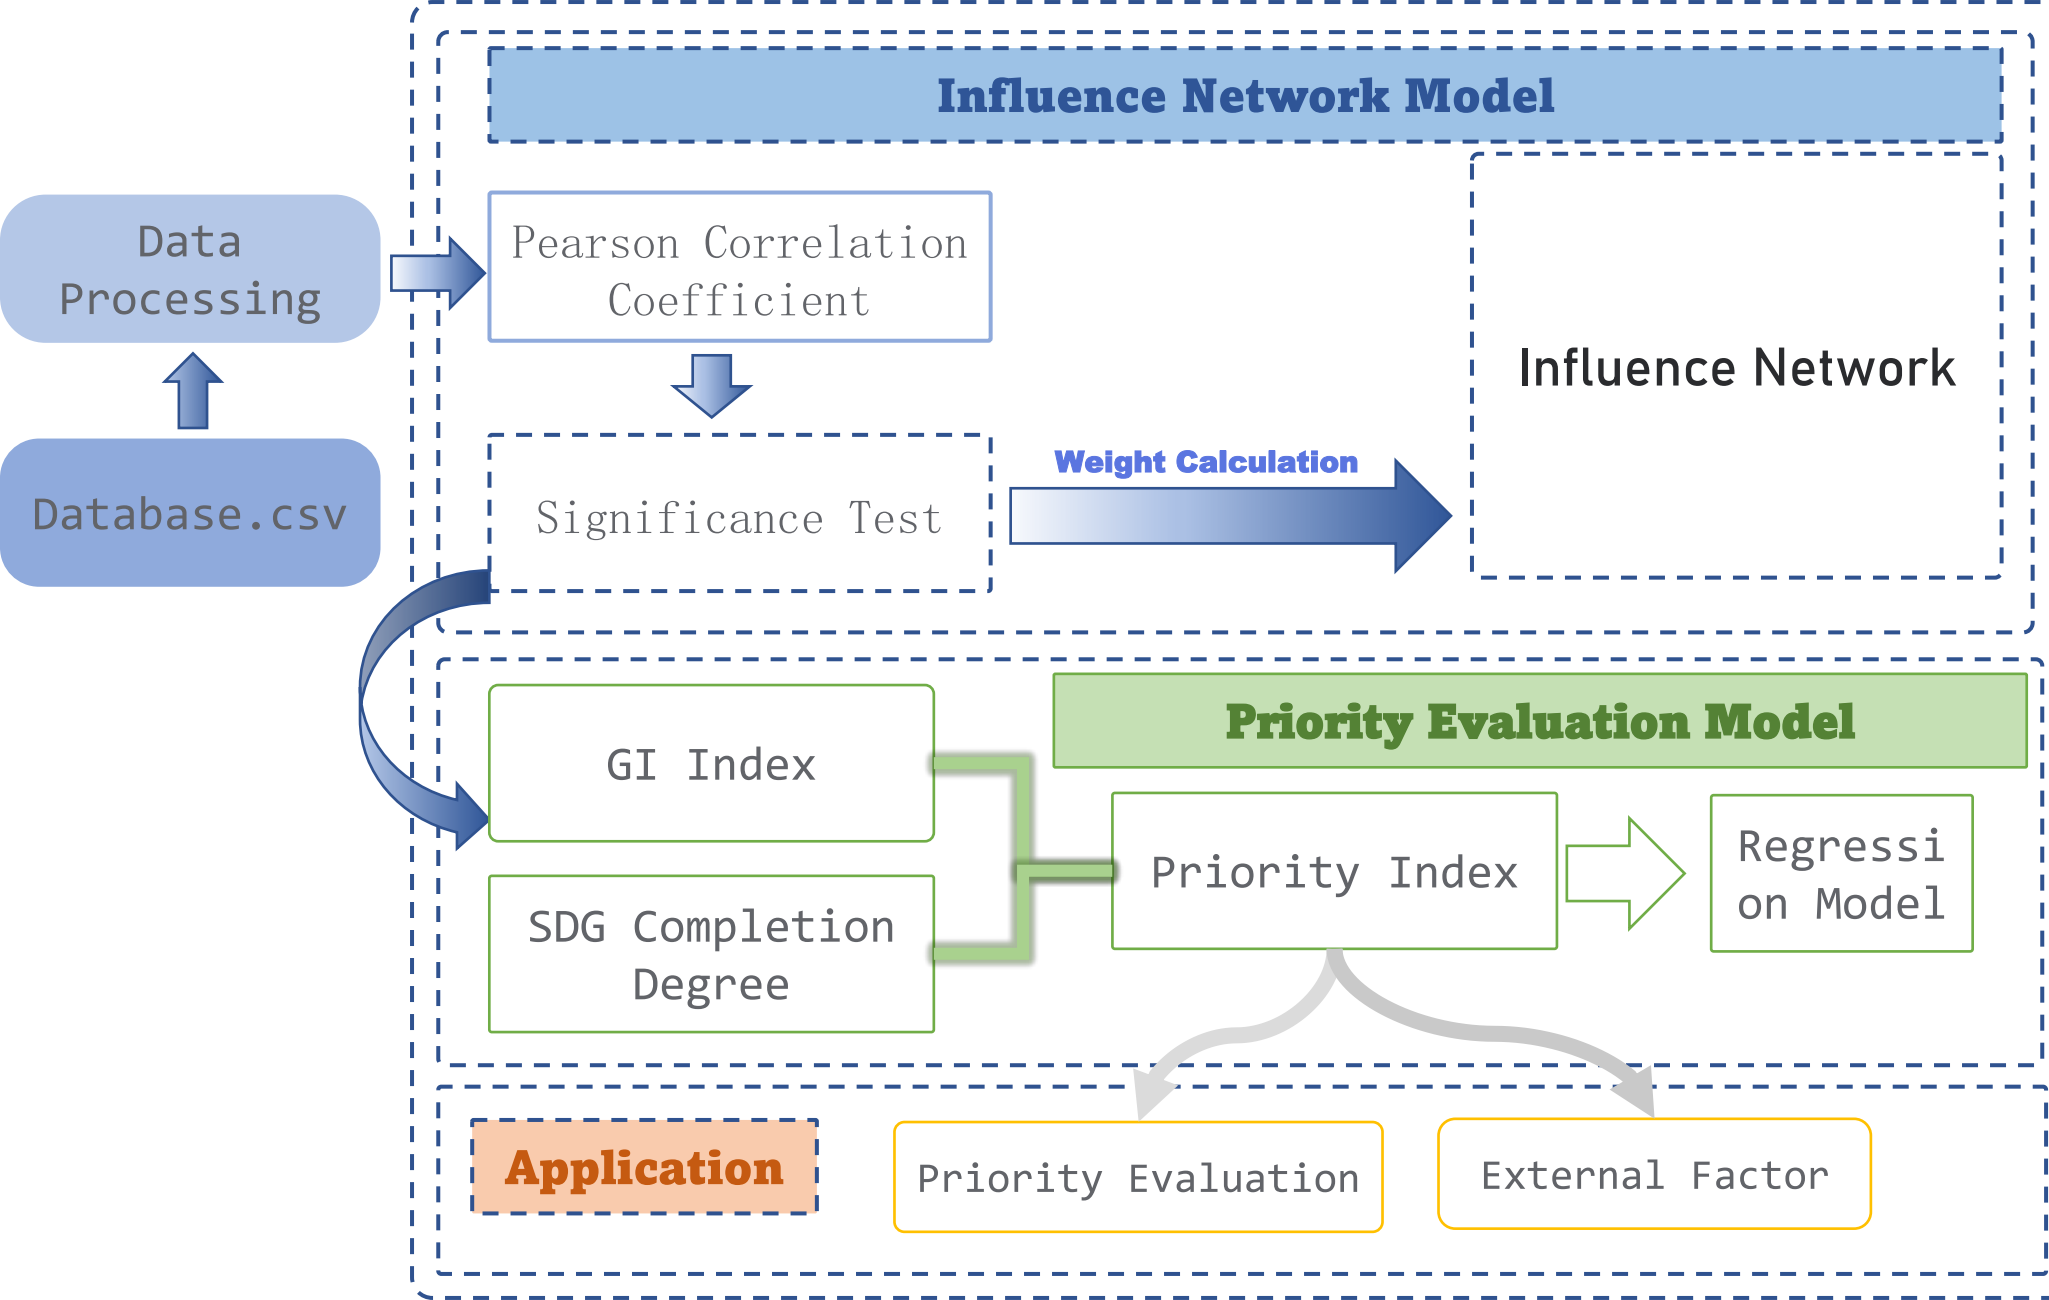 Influence Network Model
Data
Processing
Database.csv
Pearson Correlation
Coefficient
Significance Test
Weight Calculation
Influence Network
Priority Evaluation Model
GI Index
SDG Completion
Degree
Priority Index
Regressi
on Model
Application
Priority Evaluation
External Factor